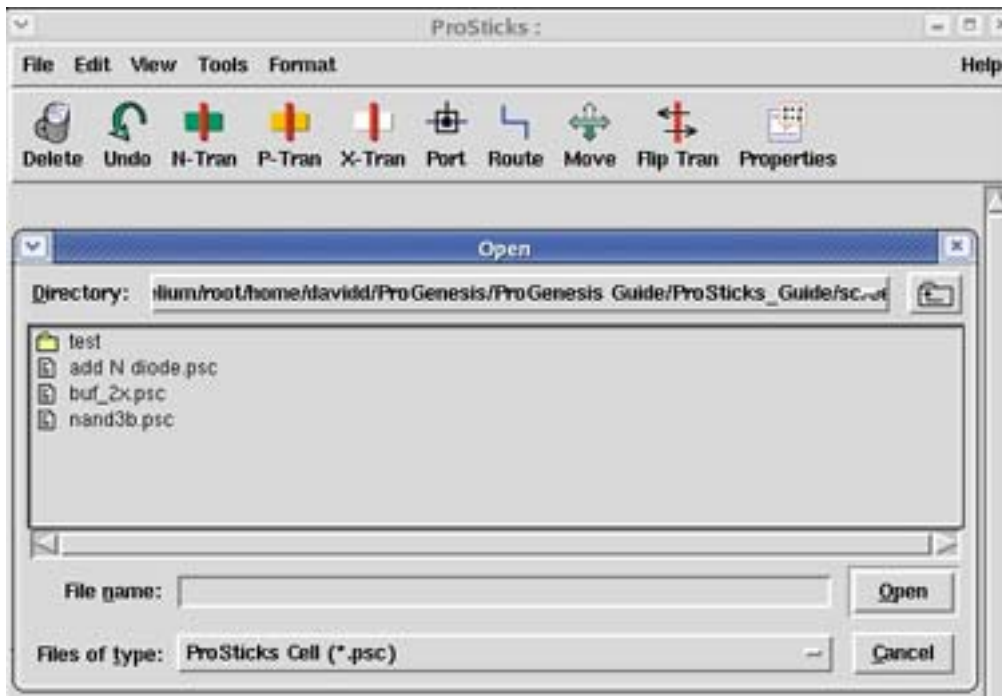 ProSticks :
File Edit View Tools Format Help
Delete Undo N-Tran P-Tran X-Tran Port Route Move Flip Tran Properties
Open
Directory: lium/root/home/davidd/ProGenesis/ProGenesis Guide/ProSticks_Guide/sc
test
add N diode.psc
buf_2x.psc
nand3b.psc
File name: Open
Files of type: ProSticks Cell (*.psc) Cancel